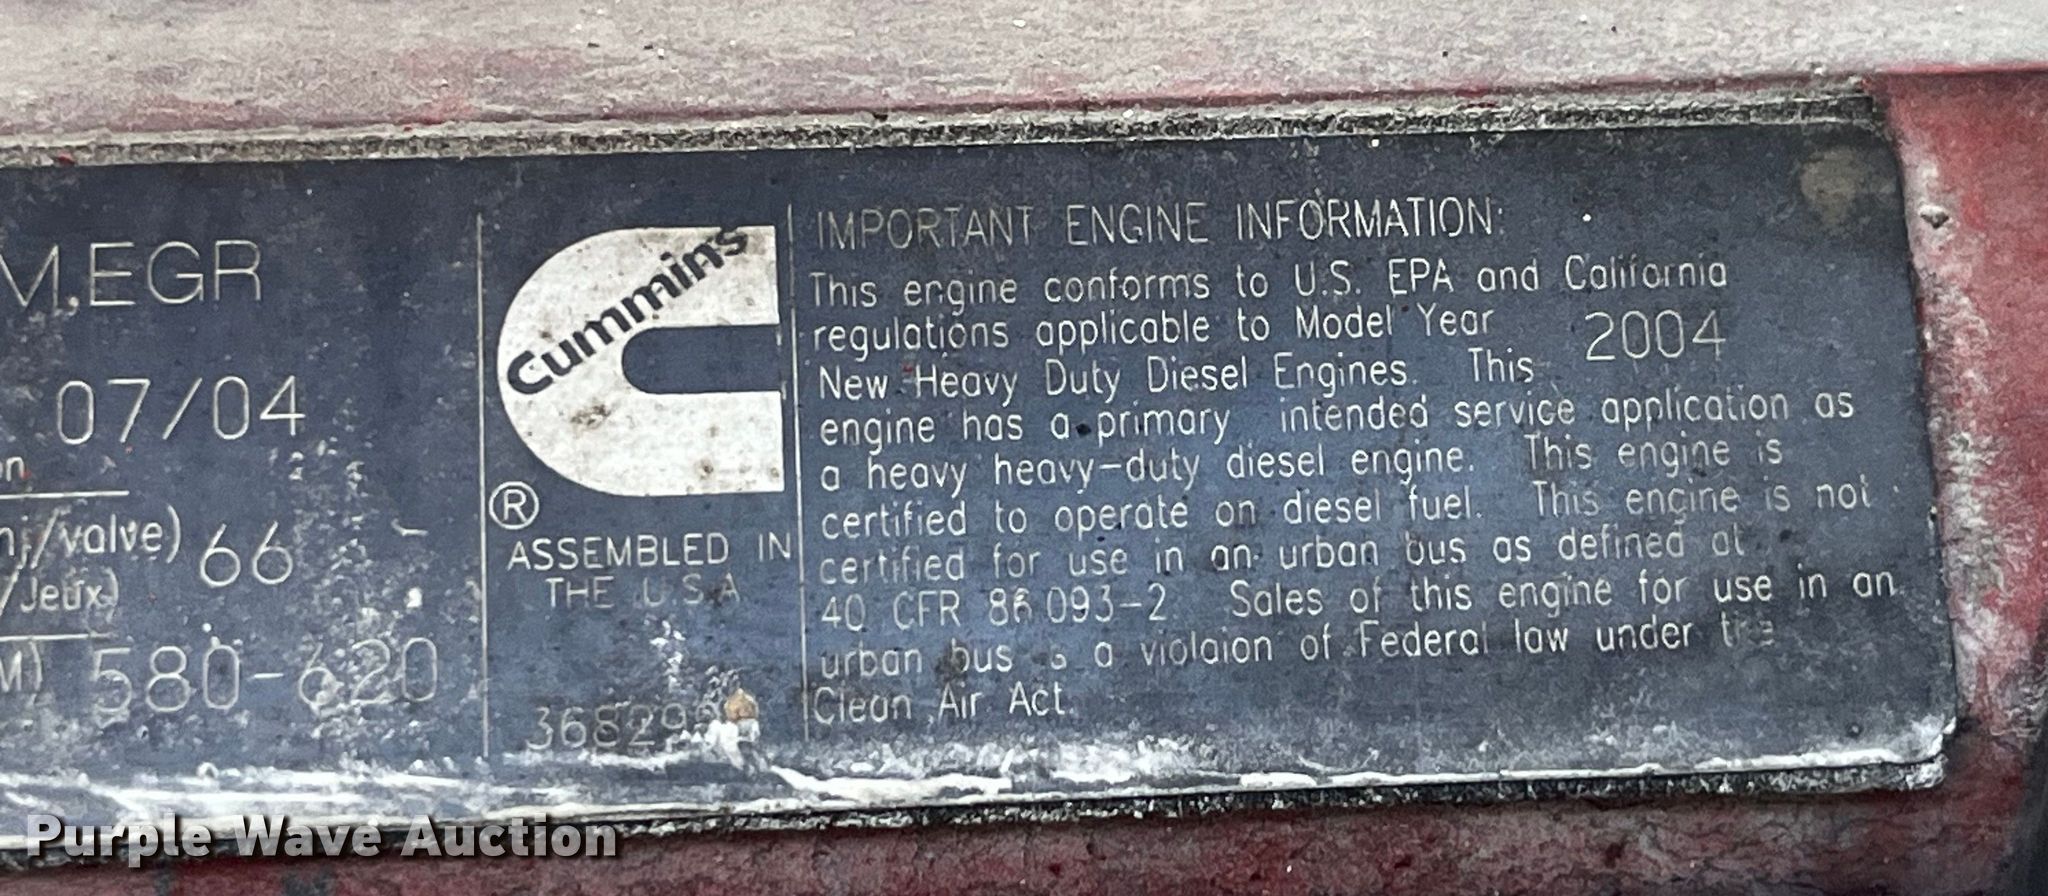 M,EGR
07/04
on
nj/valve) 66
/Jeux)
M) 580-620
Cummins
®
ASSEMBLED IN
THE U.S.A
IMPORTANT ENGINE INFORMATION:
This engine conforms to U.S. EPA and California
regulations applicable to Model Year 2004
New Heavy Duty Diesel Engines. This
engine has a primary intended service application as
a heavy heavy-duty diesel engine. This engine is
certified to operate on diesel fuel. This engine is not
certified for use in an urban bus as defined at
40 CFR 86 093-2 Sales of this engine for use in an
urban bus is a violaion of Federal law under the
Clean Air Act.
Purple Wave Auction